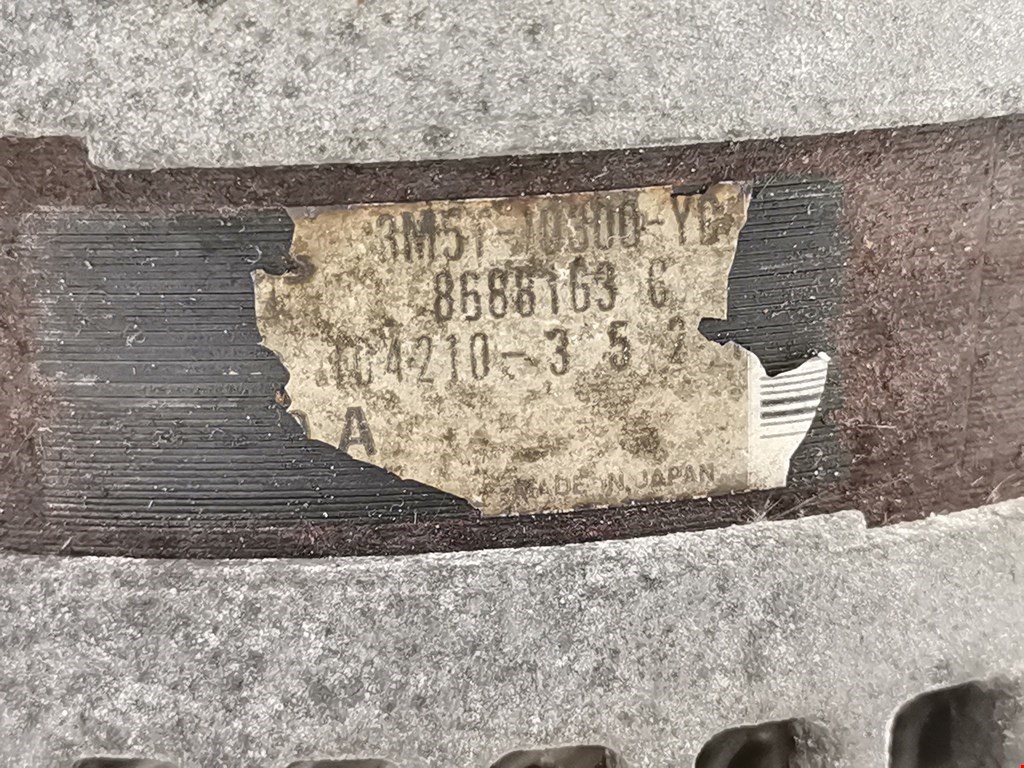 3M5T-10300-YC
8688163 G
104210-3 5 2
A
MADE IN JAPAN